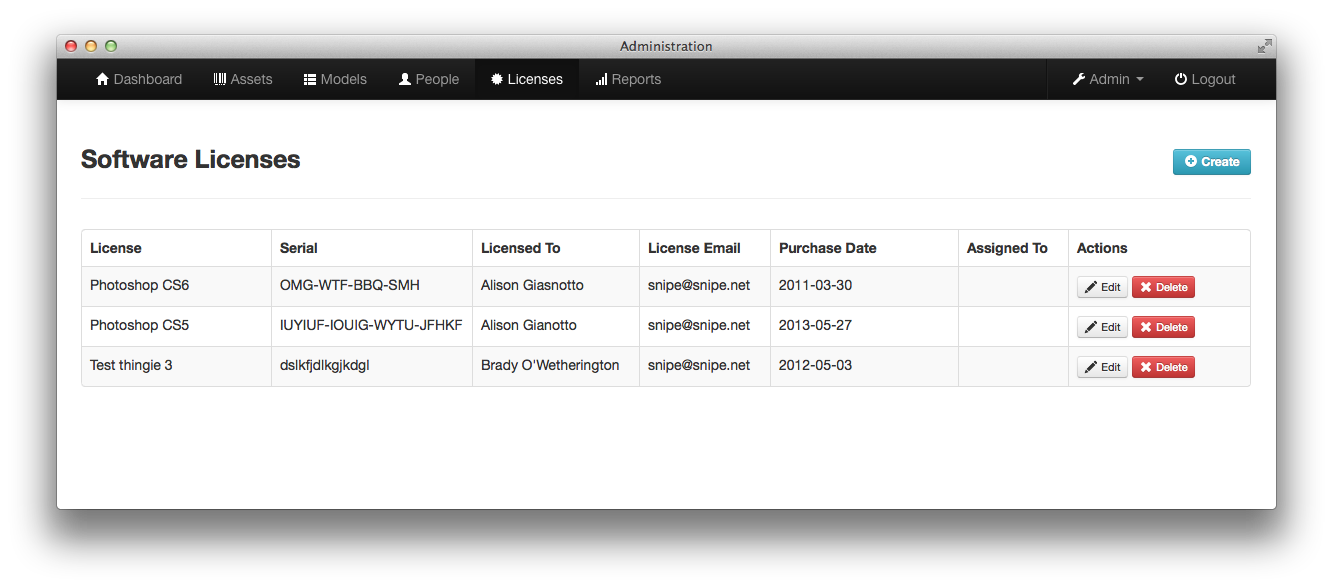 Administration
Dashboard Assets Models People Licenses Reports Admin Logout
Software Licenses
Create
License Serial Licensed To License Email Purchase Date Assigned To Actions
Photoshop CS6 OMG-WTF-BBQ-SMH Alison Giasnotto snipe@snipe.net 2011-03-30 Edit Delete
Photoshop CS5 IUYIUF-IOUIG-WYTU-JFHKF Alison Gianotto snipe@snipe.net 2013-05-27 Edit Delete
Test thingie 3 dslkfjdlkgjkdgl Brady O'Wetherington snipe@snipe.net 2012-05-03 Edit Delete